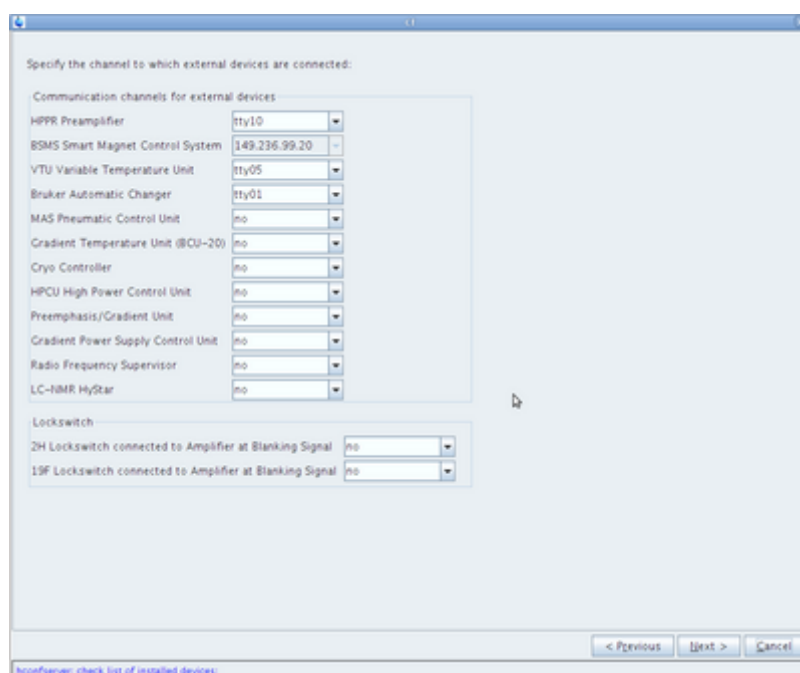 cf
Specify the channel to which external devices are connected:
Communication channels for external devices
HPPR Preamplifier tty10
BSMS Smart Magnet Control System 149.236.99.20
VTU Variable Temperature Unit tty05
Bruker Automatic Changer tty01
MAS Pneumatic Control Unit no
Gradient Temperature Unit (BCU-20) no
Cryo Controller no
HPCU High Power Control Unit no
Preemphasis/Gradient Unit no
Gradient Power Supply Control Unit no
Radio Frequency Supervisor no
LC-NMR HyStar no
Lockswitch
2H Lockswitch connected to Amplifier at Blanking Signal no
19F Lockswitch connected to Amplifier at Blanking Signal no
< Previous Next > Cancel
hconfserver: check list of installed devices: